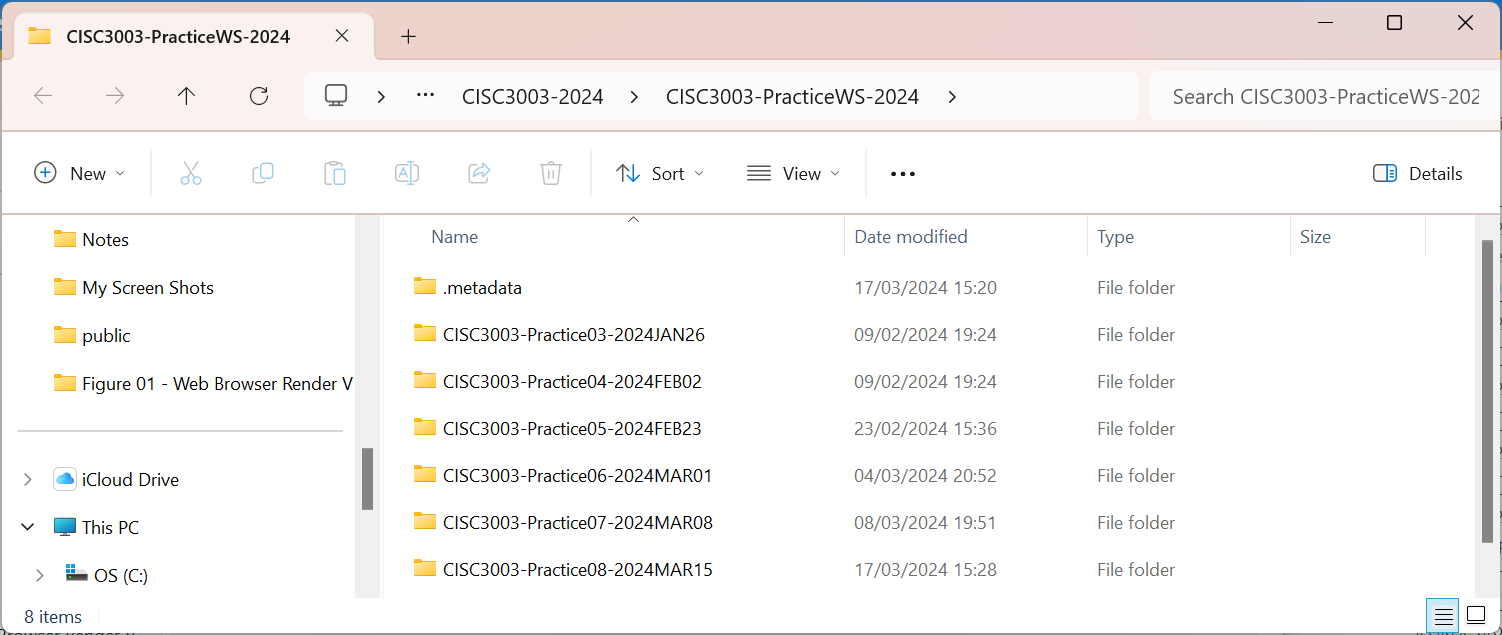 CISC3003-PracticeWS-2024
CISC3003-2024 > CISC3003-PracticeWS-2024 >
Search CISC3003-PracticeWS-202
New
Sort
View
Details
Notes
My Screen Shots
public
Figure 01 - Web Browser Render V
iCloud Drive
This PC
OS (C:)
Name Date modified Type Size
.metadata 17/03/2024 15:20 File folder
CISC3003-Practice03-2024JAN26 09/02/2024 19:24 File folder
CISC3003-Practice04-2024FEB02 09/02/2024 19:24 File folder
CISC3003-Practice05-2024FEB23 23/02/2024 15:36 File folder
CISC3003-Practice06-2024MAR01 04/03/2024 20:52 File folder
CISC3003-Practice07-2024MAR08 08/03/2024 19:51 File folder
CISC3003-Practice08-2024MAR15 17/03/2024 15:28 File folder
8 items